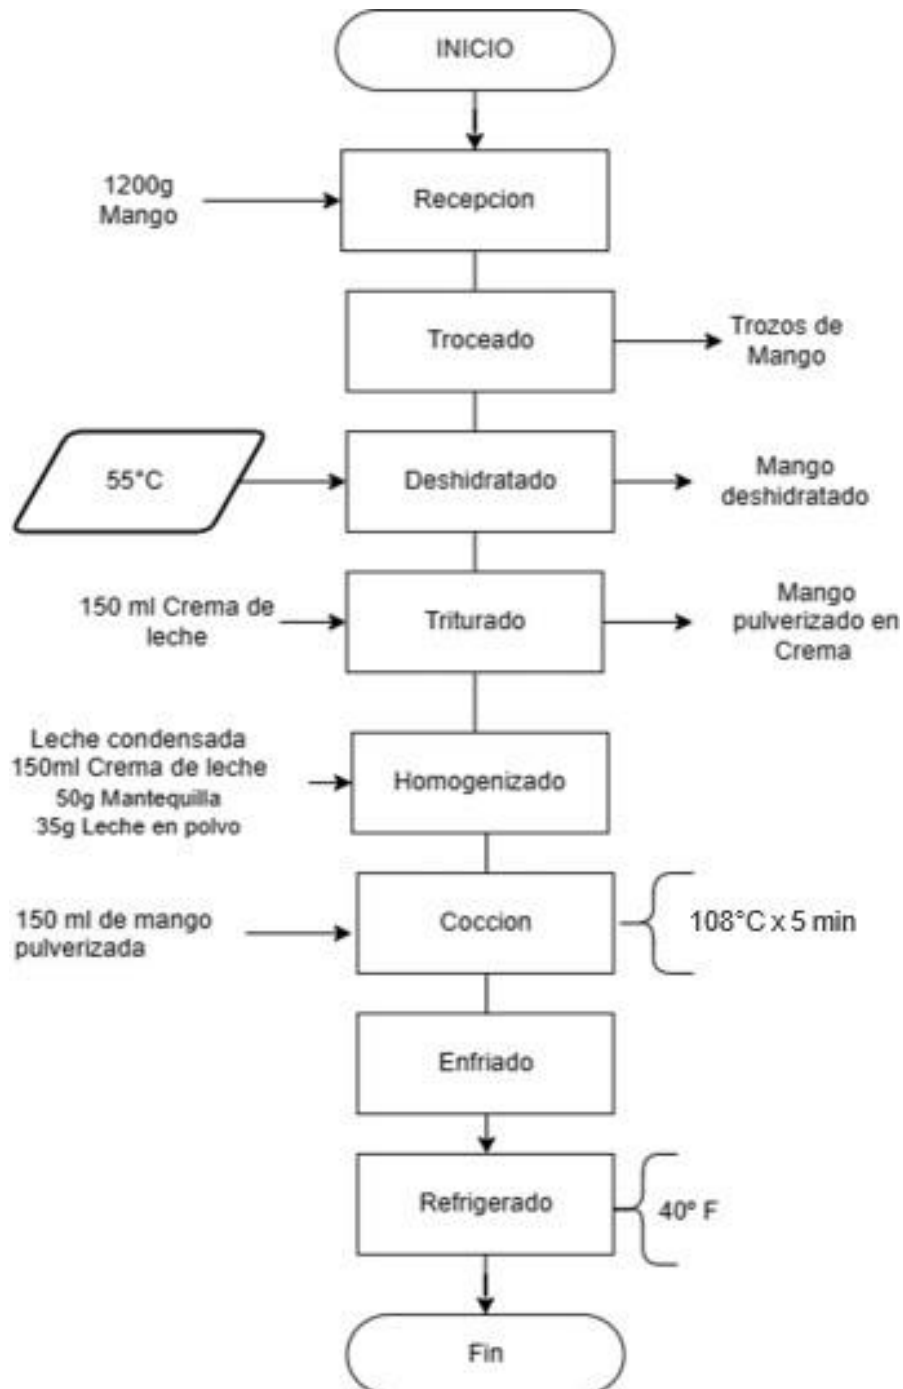 INICIO
1200g
Mango
Recepcion
Troceado
Trozos de
Mango
55°C
Deshidratado
Mango
deshidratado
150 ml Crema de
leche
Triturado
Mango
pulverizado en
Crema
Leche condensada
150ml Crema de leche
50g Mantequilla
35g Leche en polvo
Homogenizado
150 ml de mango
pulverizada
Coccion
108°C x 5 min
Enfriado
Refrigerado
40° F
Fin